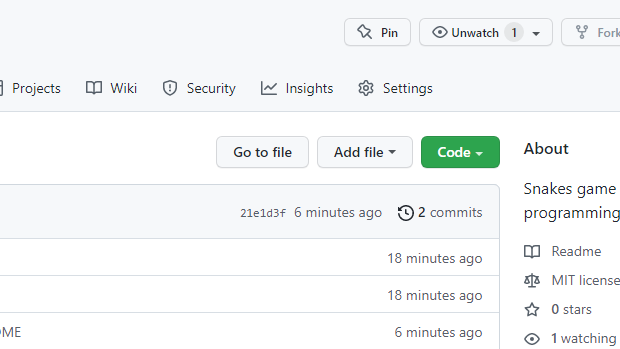 Pin Unwatch 1 Fork
Projects Wiki Security Insights Settings
Go to file Add file Code
About
Snakes game
programming
21e1d3f 6 minutes ago 2 commits
18 minutes ago
Readme
MIT license
18 minutes ago
0 stars
OME 6 minutes ago
1 watching